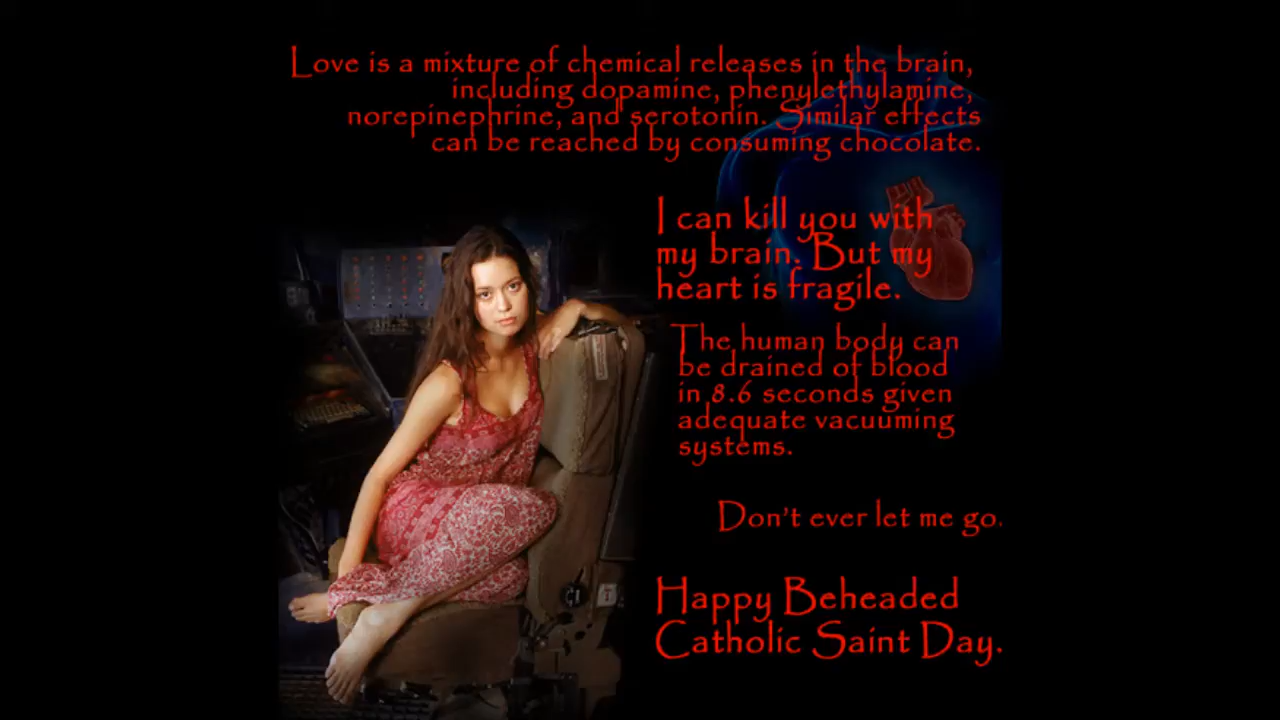 Love is a mixture of chemical releases in the brain,
including dopamine, phenylethylamine,
norepinephrine, and serotonin. Similar effects
can be reached by consuming chocolate.
I can kill you with
my brain. But my
heart is fragile.
The human body can
be drained of blood
in 8.6 seconds given
adequate vacuuming
systems.
Don't ever let me go.
Happy Beheaded
Catholic Saint Day.